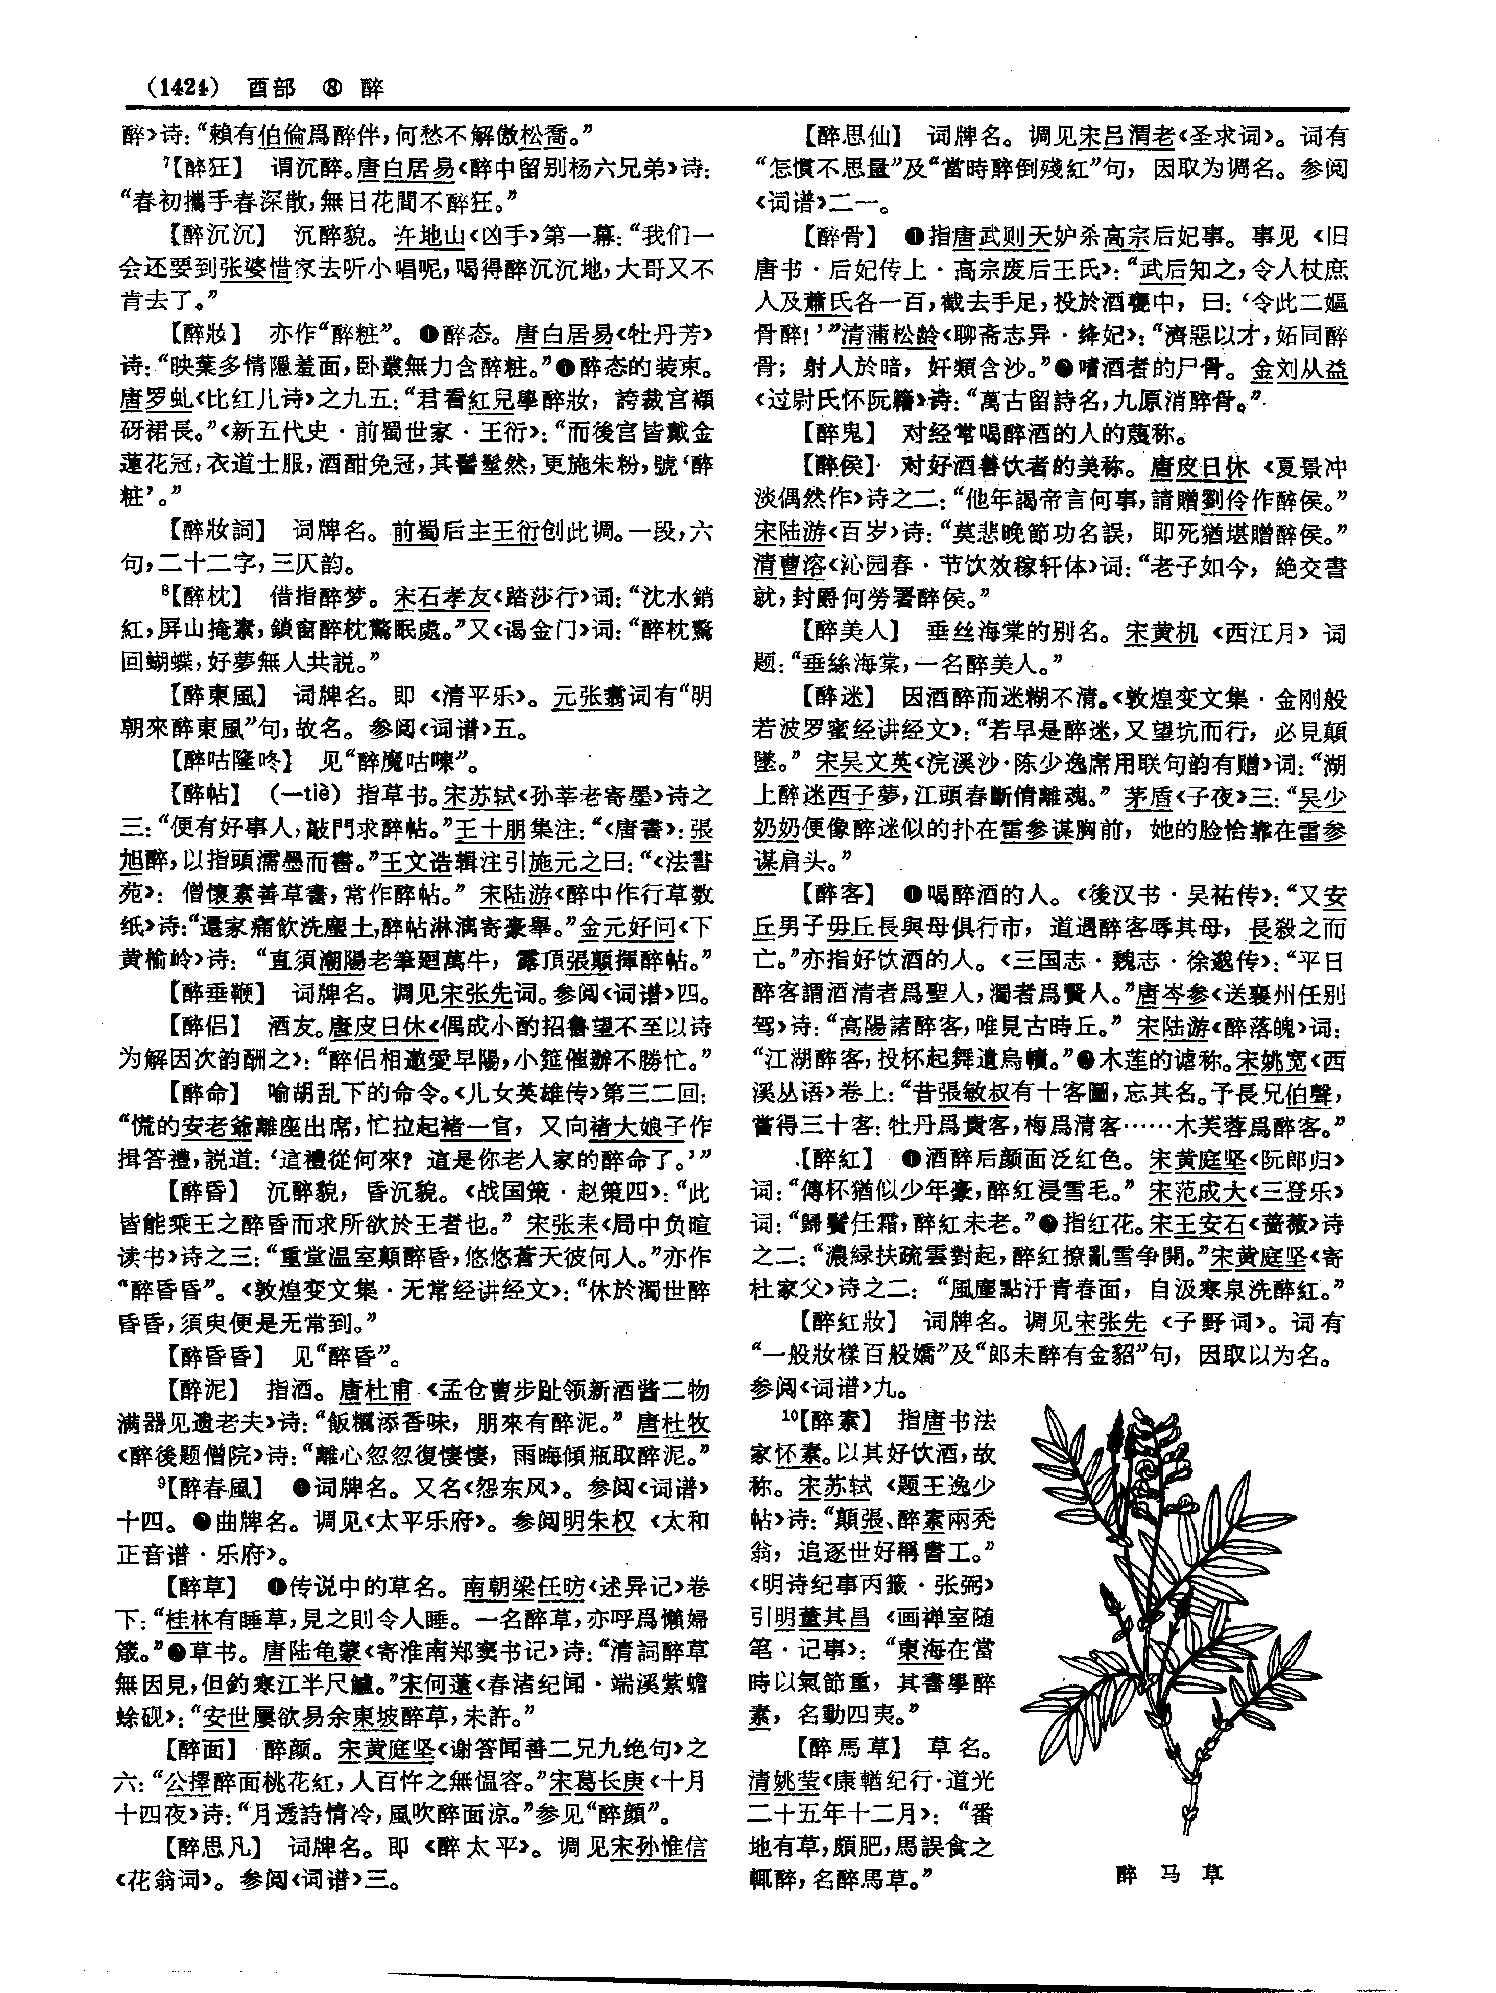 （1424） 酉部 ⑧ 醉
醉》诗：“賴有伯倫爲醉伴，何愁不解傲松喬。”
⁷【醉狂】 谓沉醉。唐白居易《醉中留别杨六兄弟》诗：
“春初攜手春深散，無日花間不醉狂。”
【醉沉沉】 沉醉貌。许地山《凶手》第一幕：“我们一
会还要到张婆惜家去听小唱呢，喝得醉沉沉地，大哥又不
肯去了。”
【醉妝】 亦作“醉粧”。❶醉态。唐白居易《牡丹芳》
诗：“映葉多情隱羞面，卧叢無力含醉粧。”❷醉态的装束。
唐罗虬《比红儿诗》之九五：“君看紅兒學醉妝，誇裁宫襭
砑裙長。”《新五代史·前蜀世家·王衍》：“而後宫皆戴金
蓮花冠，衣道士服，酒酣免冠，其髻髽然，更施朱粉，號‘醉
粧’。”
【醉妝詞】 词牌名。前蜀后主王衍创此调。一段，六
句，二十二字，三仄韵。
⁸【醉枕】 借指醉梦。宋石孝友《踏莎行》词：“沈水銷
紅，屏山掩素，鎖窗醉枕驚眠處。”又《谒金门》词：“醉枕驚
回蝴蝶，好夢無人共説。”
【醉東風】 词牌名。即《清平乐》。元张翥词有“明
朝來醉東風”句，故名。参阅《词谱》五。
【醉咕隆咚】 见“醉魔咕咚”。
【醉帖】 （—tiè）指草书。宋苏轼《孙莘老寄墨》诗之
三：“便有好事人，敲門求醉帖。”王十朋集注：“《唐書》：張
旭醉，以指頭濡墨而書。”王文诰辑注引施元之曰：“《法書
苑》：僧懷素善草書，常作醉帖。”宋陆游《醉中作行草数
纸》诗：“還家痛飲洗塵土，醉帖淋漓寄豪舉。”金元好问《下
黄榆岭》诗：“直須潮陽老筆廻萬牛，露頂張顛揮醉帖。”
【醉垂鞭】 词牌名。调见宋张先词。参阅《词谱》四。
【醉侣】 酒友。唐皮日休《偶成小酌招鲁望不至以诗
为解因次韵酬之》：“醉侣相邀愛早陽，小筵催辦不勝忙。”
【醉命】 喻胡乱下的命令。《儿女英雄传》第三二回：
“慌的安老爺離座出席，忙拉起褚一官，又向褚大娘子作
揖答禮，説道：‘這禮從何來？這是你老人家的醉命了。’”
【醉昏】 沉醉貌，昏沉貌。《战国策·赵策四》：“此
皆能乘王之醉昏而求所欲於王者也。”宋张耒《局中负暄
读书》诗之三：“重堂温室顛醉昏，悠悠蒼天彼何人。”亦作
“醉昏昏”。《敦煌变文集·无常经讲经文》：“休於濁世醉
昏昏，須臾便是无常到。”
【醉昏昏】 见“醉昏”。
【醉泥】 指酒。唐杜甫《孟仓曹步趾领新酒酱二物
满器见遗老夫》诗：“飯糲添香味，朋來有醉泥。”唐杜牧
《醉後题僧院》诗：“離心忽忽復悽悽，雨晦傾瓶取醉泥。”
⁹【醉春風】 ❶词牌名。又名《怨东风》。参阅《词谱》
十四。❷曲牌名。调见《太平乐府》。参阅明朱权《太和
正音谱·乐府》。
【醉草】 ❶传说中的草名。南朝梁任昉《述异记》卷
下：“桂林有睡草，見之則令人睡。一名醉草，亦呼爲懶婦
箴。”❷草书。唐陆龟蒙《寄淮南郑窦书记》诗：“清詞醉草
無因見，但釣寒江半尺鱸。”宋何薳《春渚纪闻·端溪紫蟾
蜍砚》：“安世屢欲易余東坡醉草，未許。”
【醉面】 醉颜。宋黄庭坚《谢答闻善二兄九绝句》之
六：“公擇醉面桃花紅，人百忤之無愠容。”宋葛长庚《十月
十四夜》诗：“月透詩情冷，風吹醉面涼。”参见“醉顔”。
【醉思凡】 词牌名。即《醉太平》。调见宋孙惟信
《花翁词》。参阅《词谱》三。
【醉思仙】 词牌名。调见宋吕渭老《圣求词》。词有
“怎慣不思量”及“當時醉倒殘紅”句，因取为调名。参阅
《词谱》二一。
【醉骨】 ❶指唐武则天妒杀高宗后妃事。事见《旧
唐书·后妃传上·高宗废后王氏》：“武后知之，令人杖庶
人及蕭氏各一百，截去手足，投於酒甕中，曰：‘令此二嫗
骨醉！’”清蒲松龄《聊斋志异·绛妃》：“濟惡以才，妬同醉
骨；射人於暗，奸類含沙。”❷嗜酒者的尸骨。金刘从益
《过尉氏怀阮籍》诗：“萬古留詩名，九原消醉骨。”
【醉鬼】 对经常喝醉酒的人的蔑称。
【醉侯】 对好酒善饮者的美称。唐皮日休《夏景冲
淡偶然作》诗之二：“他年謁帝言何事，請贈劉伶作醉侯。”
宋陆游《百岁》诗：“莫悲晚節功名誤，即死猶堪贈醉侯。”
清曹溶《沁园春·节饮效稼轩体》词：“老子如今，絶交書
就，封爵何勞署醉侯。”
【醉美人】 垂丝海棠的别名。宋黄机《西江月》词
题：“垂絲海棠，一名醉美人。”
【醉迷】 因酒醉而迷糊不清。《敦煌变文集·金刚般
若波罗蜜经讲经文》：“若早是醉迷，又望坑而行，必見顛
墜。”宋吴文英《浣溪沙·陈少逸席用联句韵有赠》词：“湖
上醉迷西子夢，江頭春斷倩離魂。”茅盾《子夜》三：“吴少
奶奶便像醉迷似的扑在雷参谋胸前，她的脸恰靠在雷参
谋肩头。”
【醉客】 ❶喝醉酒的人。《後汉书·吴祐传》：“又安
丘男子毋丘長與母俱行市，道遇醉客辱其母，長殺之而
亡。”亦指好饮酒的人。《三国志·魏志·徐邈传》：“平日
醉客謂酒清者爲聖人，濁者爲賢人。”唐岑参《送襄州任别
驾》诗：“高陽諸醉客，唯見古時丘。”宋陆游《醉落魄》词：
“江湖醉客，投杯起舞遺烏幘。”❷木莲的谑称。宋姚宽《西
溪丛语》卷上：“昔張敏叔有十客圖，忘其名。予長兄伯聲，
嘗得三十客：牡丹爲貴客，梅爲清客……木芙蓉爲醉客。”
【醉紅】 ❶酒醉后颜面泛红色。宋黄庭坚《阮郎归》
词：“傳杯猶似少年豪，醉紅浸雪毛。”宋范成大《三登乐》
词：“歸鬢任霜，醉紅未老。”❷指红花。宋王安石《蔷薇》诗
之二：“濃緑扶疏雲對起，醉紅撩亂雪争開。”宋黄庭坚《寄
杜家父》诗之二：“風塵點汙青春面，自汲寒泉洗醉紅。”
【醉紅妝】 词牌名。调见宋张先《子野词》。词有
“一般妝樣百般嬌”及“郎未醉有金貂”句，因取以为名。
参阅《词谱》九。
¹⁰【醉素】 指唐书法
家怀素。以其好饮酒，故
称。宋苏轼《题王逸少
帖》诗：“顛張、醉素兩禿
翁，追逐世好稱書工。”
《明诗纪事丙籤·张弼》
引明董其昌《画禅室随
笔·记事》：“東海在當
時以氣節重，其書學醉
素，名動四夷。”
【醉馬草】 草名。
清姚莹《康輶纪行·道光
二十五年十二月》：“番
地有草，頗肥，馬誤食之
輒醉，名醉馬草。”
醉 马 草